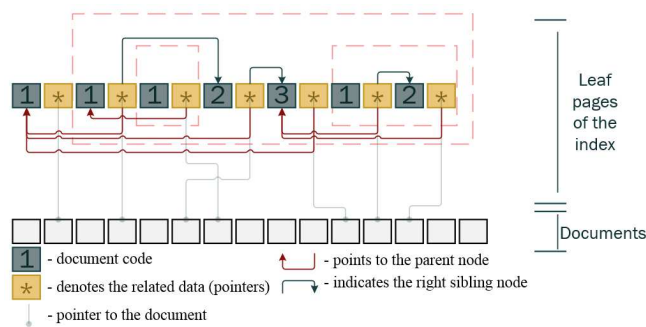 1 * 1 * 1 * 2 * 3 * 1 * 2 *
Leaf
pages
of the
index
Documents
1 - document code
- points to the parent node
* - denotes the related data (pointers)
- indicates the right sibling node
- pointer to the document